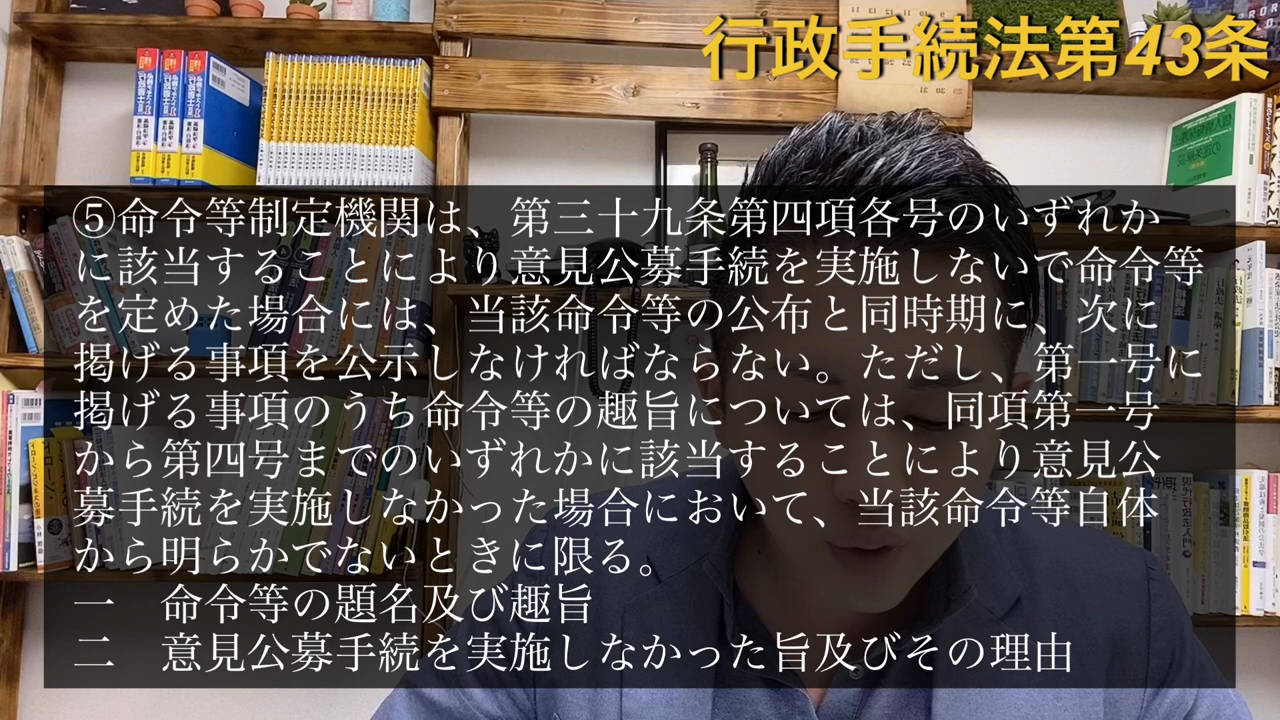 行政手続法第43条
⑤命令等制定機関は、第三十九条第四項各号のいずれか
に該当することにより意見公募手続を実施しないで命令等
を定めた場合には、当該命令等の公布と同時期に、次に
掲げる事項を公示しなければならない。ただし、第一号に
掲げる事項のうち命令等の趣旨については、同項第一号
から第四号までのいずれかに該当することにより意見公
募手続を実施しなかった場合において、当該命令等自体
から明らかでないときに限る。
一　命令等の題名及び趣旨
二　意見公募手続を実施しなかった旨及びその理由